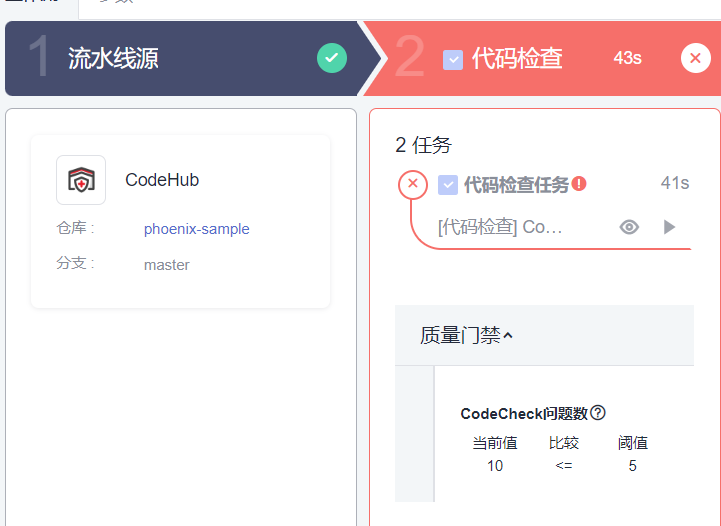 1 流水线源
2 代码检查 43s
CodeHub
仓库 : phoenix-sample
分支 : master
2 任务
代码检查任务 41s
[代码检查] Co...
质量门禁
CodeCheck问题数
当前值 比较 阈值
10 <= 5